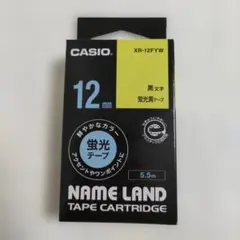 CASIO
XR-12FYW
12mm
黒文字
蛍光黄テープ
鮮やかなカラー
アクセントやワンポイントに
蛍光
テープ
5.5m
NAME LAND
TAPE CARTRIDGE